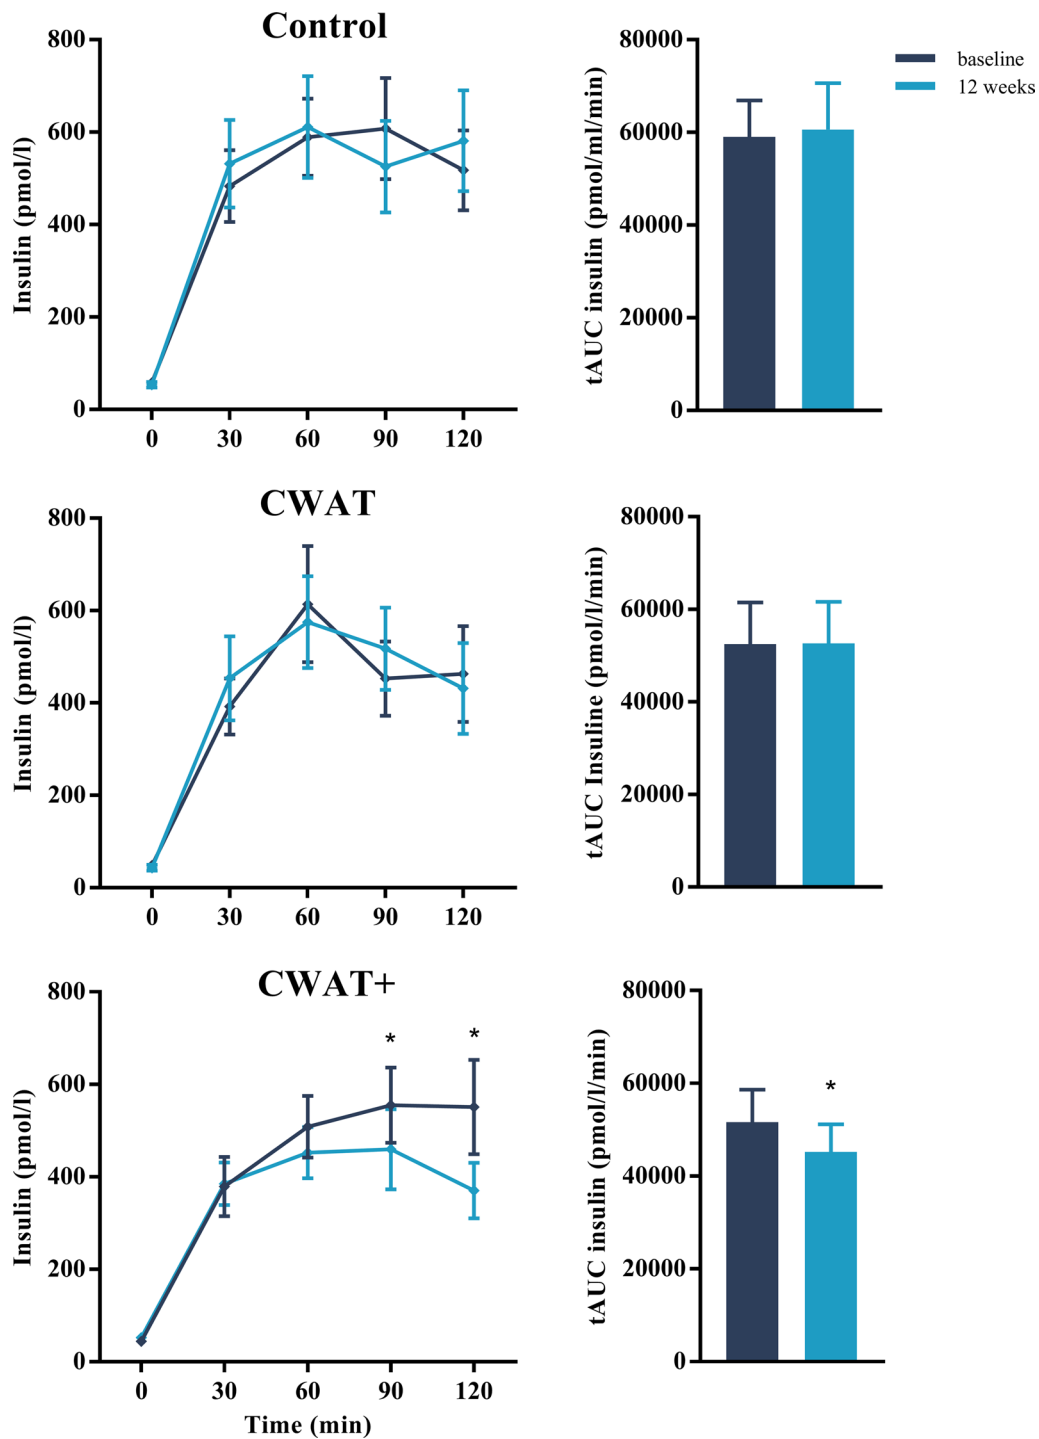 Control
800
600
400
200
0
Insulin (pmol/l)
0 30 60 90 120
80000
60000
40000
20000
0
tAUC insulin (pmol/ml/min)
baseline
12 weeks
CWAT
800
600
400
200
0
Insulin (pmol/l)
0 30 60 90 120
80000
60000
40000
20000
0
tAUC Insuline (pmol/l/min)
CWAT+
800
600
400
200
0
Insulin (pmol/l)
* *
0 30 60 90 120
Time (min)
80000
60000
40000
20000
0
tAUC insulin (pmol/l/min)
*